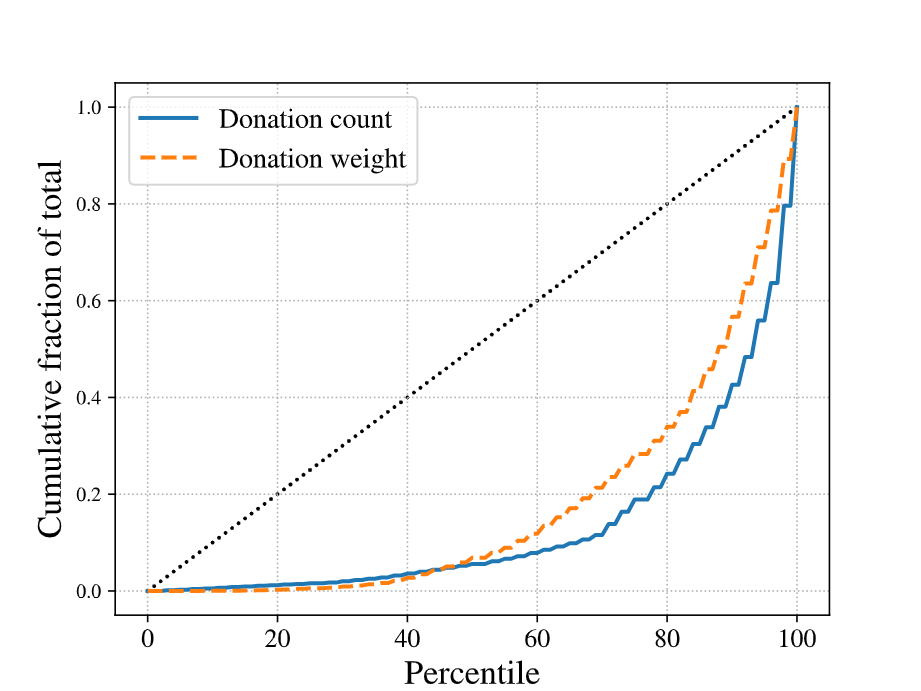 Donation count
Donation weight
1.0
0.8
0.6
0.4
0.2
0.0
Cumulative fraction of total
0 20 40 60 80 100
Percentile